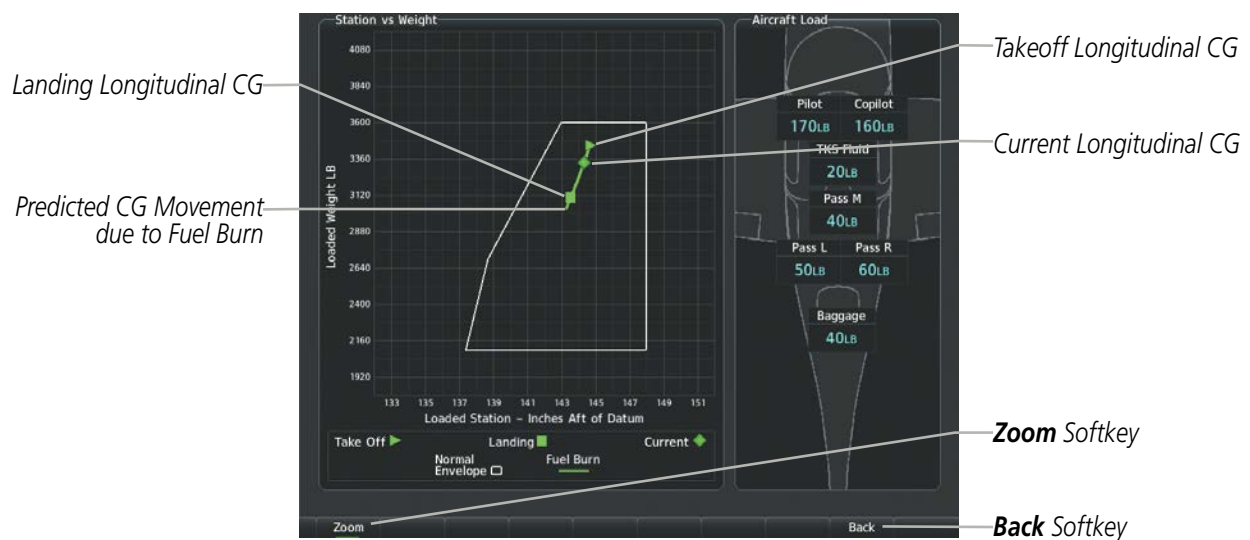 Station vs Weight
4080
3840
3600
3360
3120
2880
2640
2400
2160
1920
Loaded Weight LB
133 135 137 139 141 143 145 147 149 151
Loaded Station – Inches Aft of Datum
Take Off Landing Current
Normal Envelope
Fuel Burn
Aircraft Load
Pilot Copilot
170LB 160LB
TKS Fluid
20LB
Pass M
40LB
Pass L Pass R
50LB 60LB
Baggage
40LB
Zoom Back
Landing Longitudinal CG
Predicted CG Movement
due to Fuel Burn
Takeoff Longitudinal CG
Current Longitudinal CG
Zoom Softkey
Back Softkey